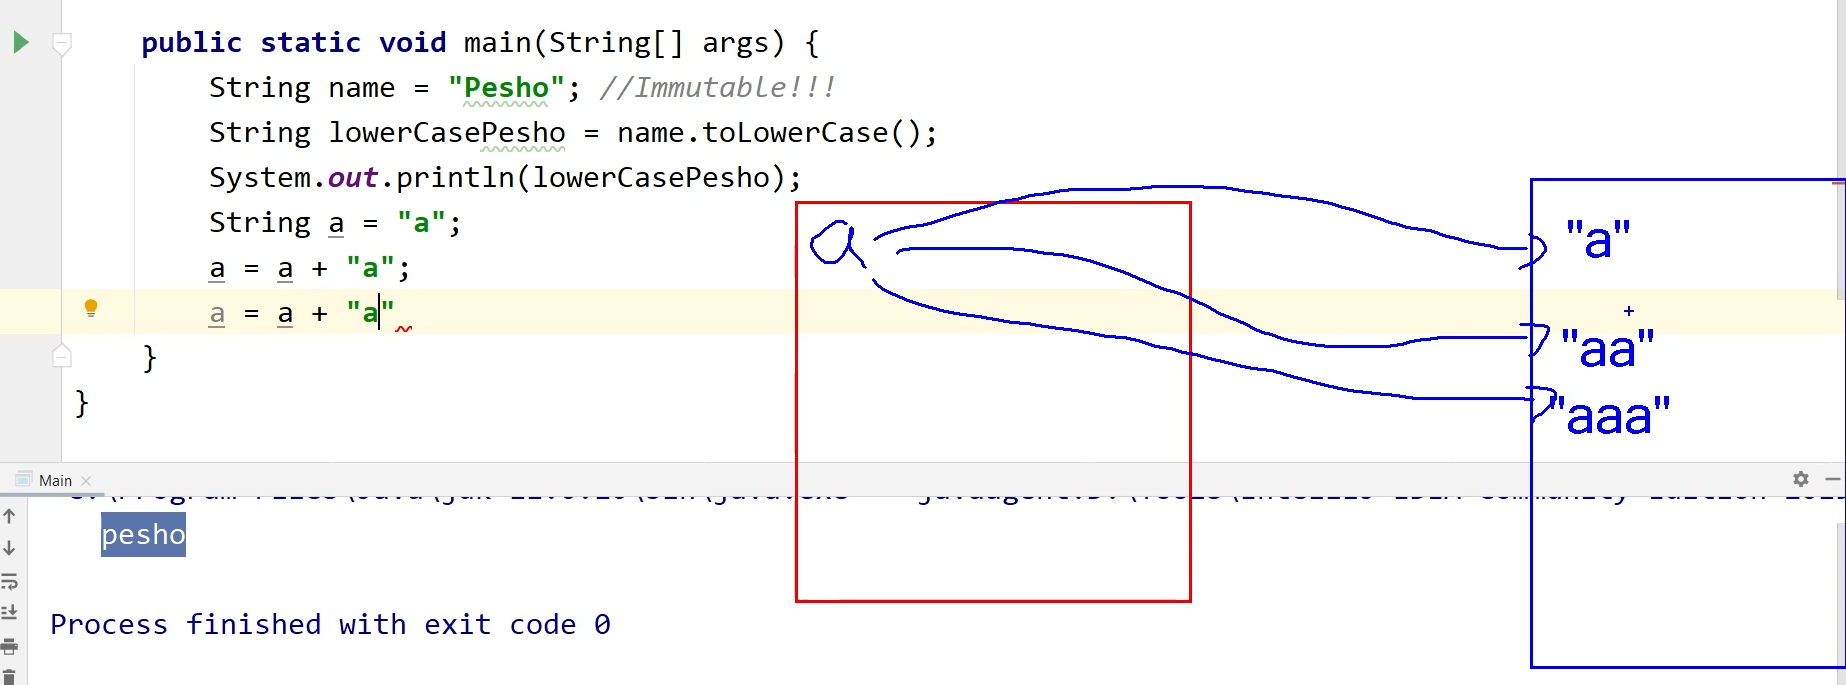 public static void main(String[] args) {
String name = "Pesho"; //Immutable!!!
String lowerCasePesho = name.toLowerCase();
System.out.println(lowerCasePesho);
String a = "a";
a = a + "a";
a = a + "a"
}
}
a
"a"
"aa"
"aaa"
Main
pesho
Process finished with exit code 0